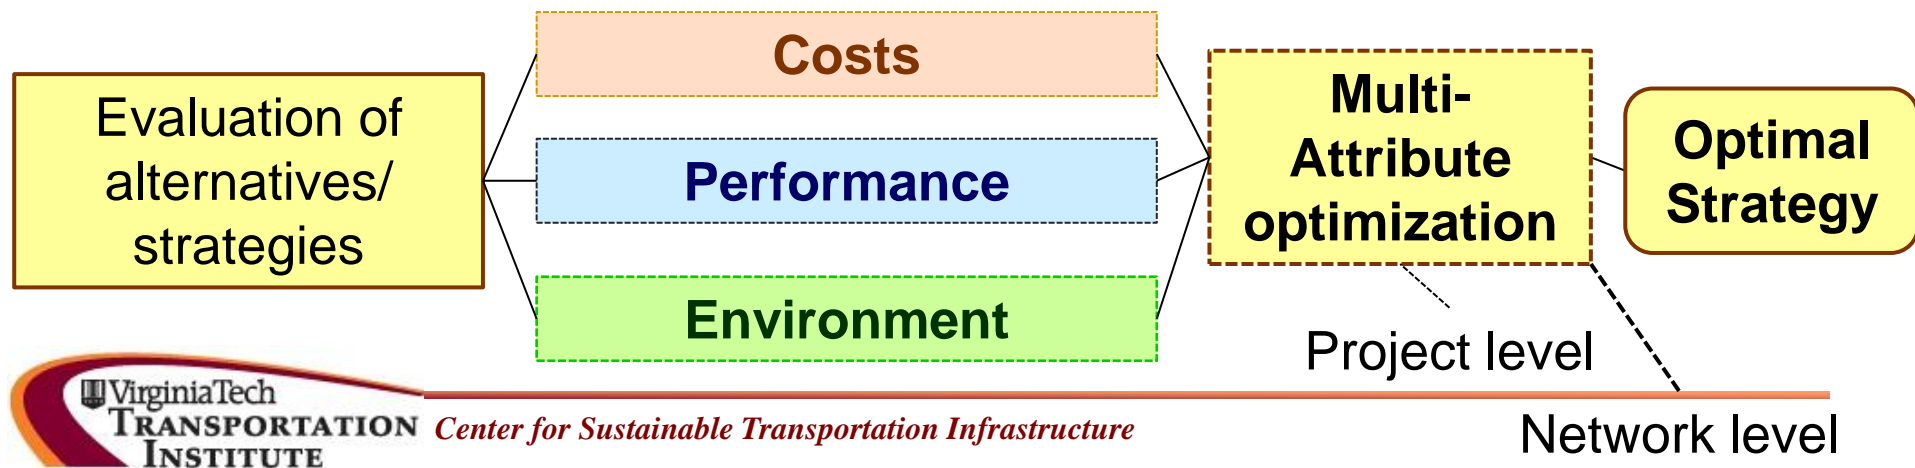 Evaluation of
alternatives/
strategies
Costs
Performance
Environment
Multi-
Attribute
optimization
Optimal
Strategy
Project level
Network level
VirginiaTech
TRANSPORTATION
INSTITUTE
Center for Sustainable Transportation Infrastructure